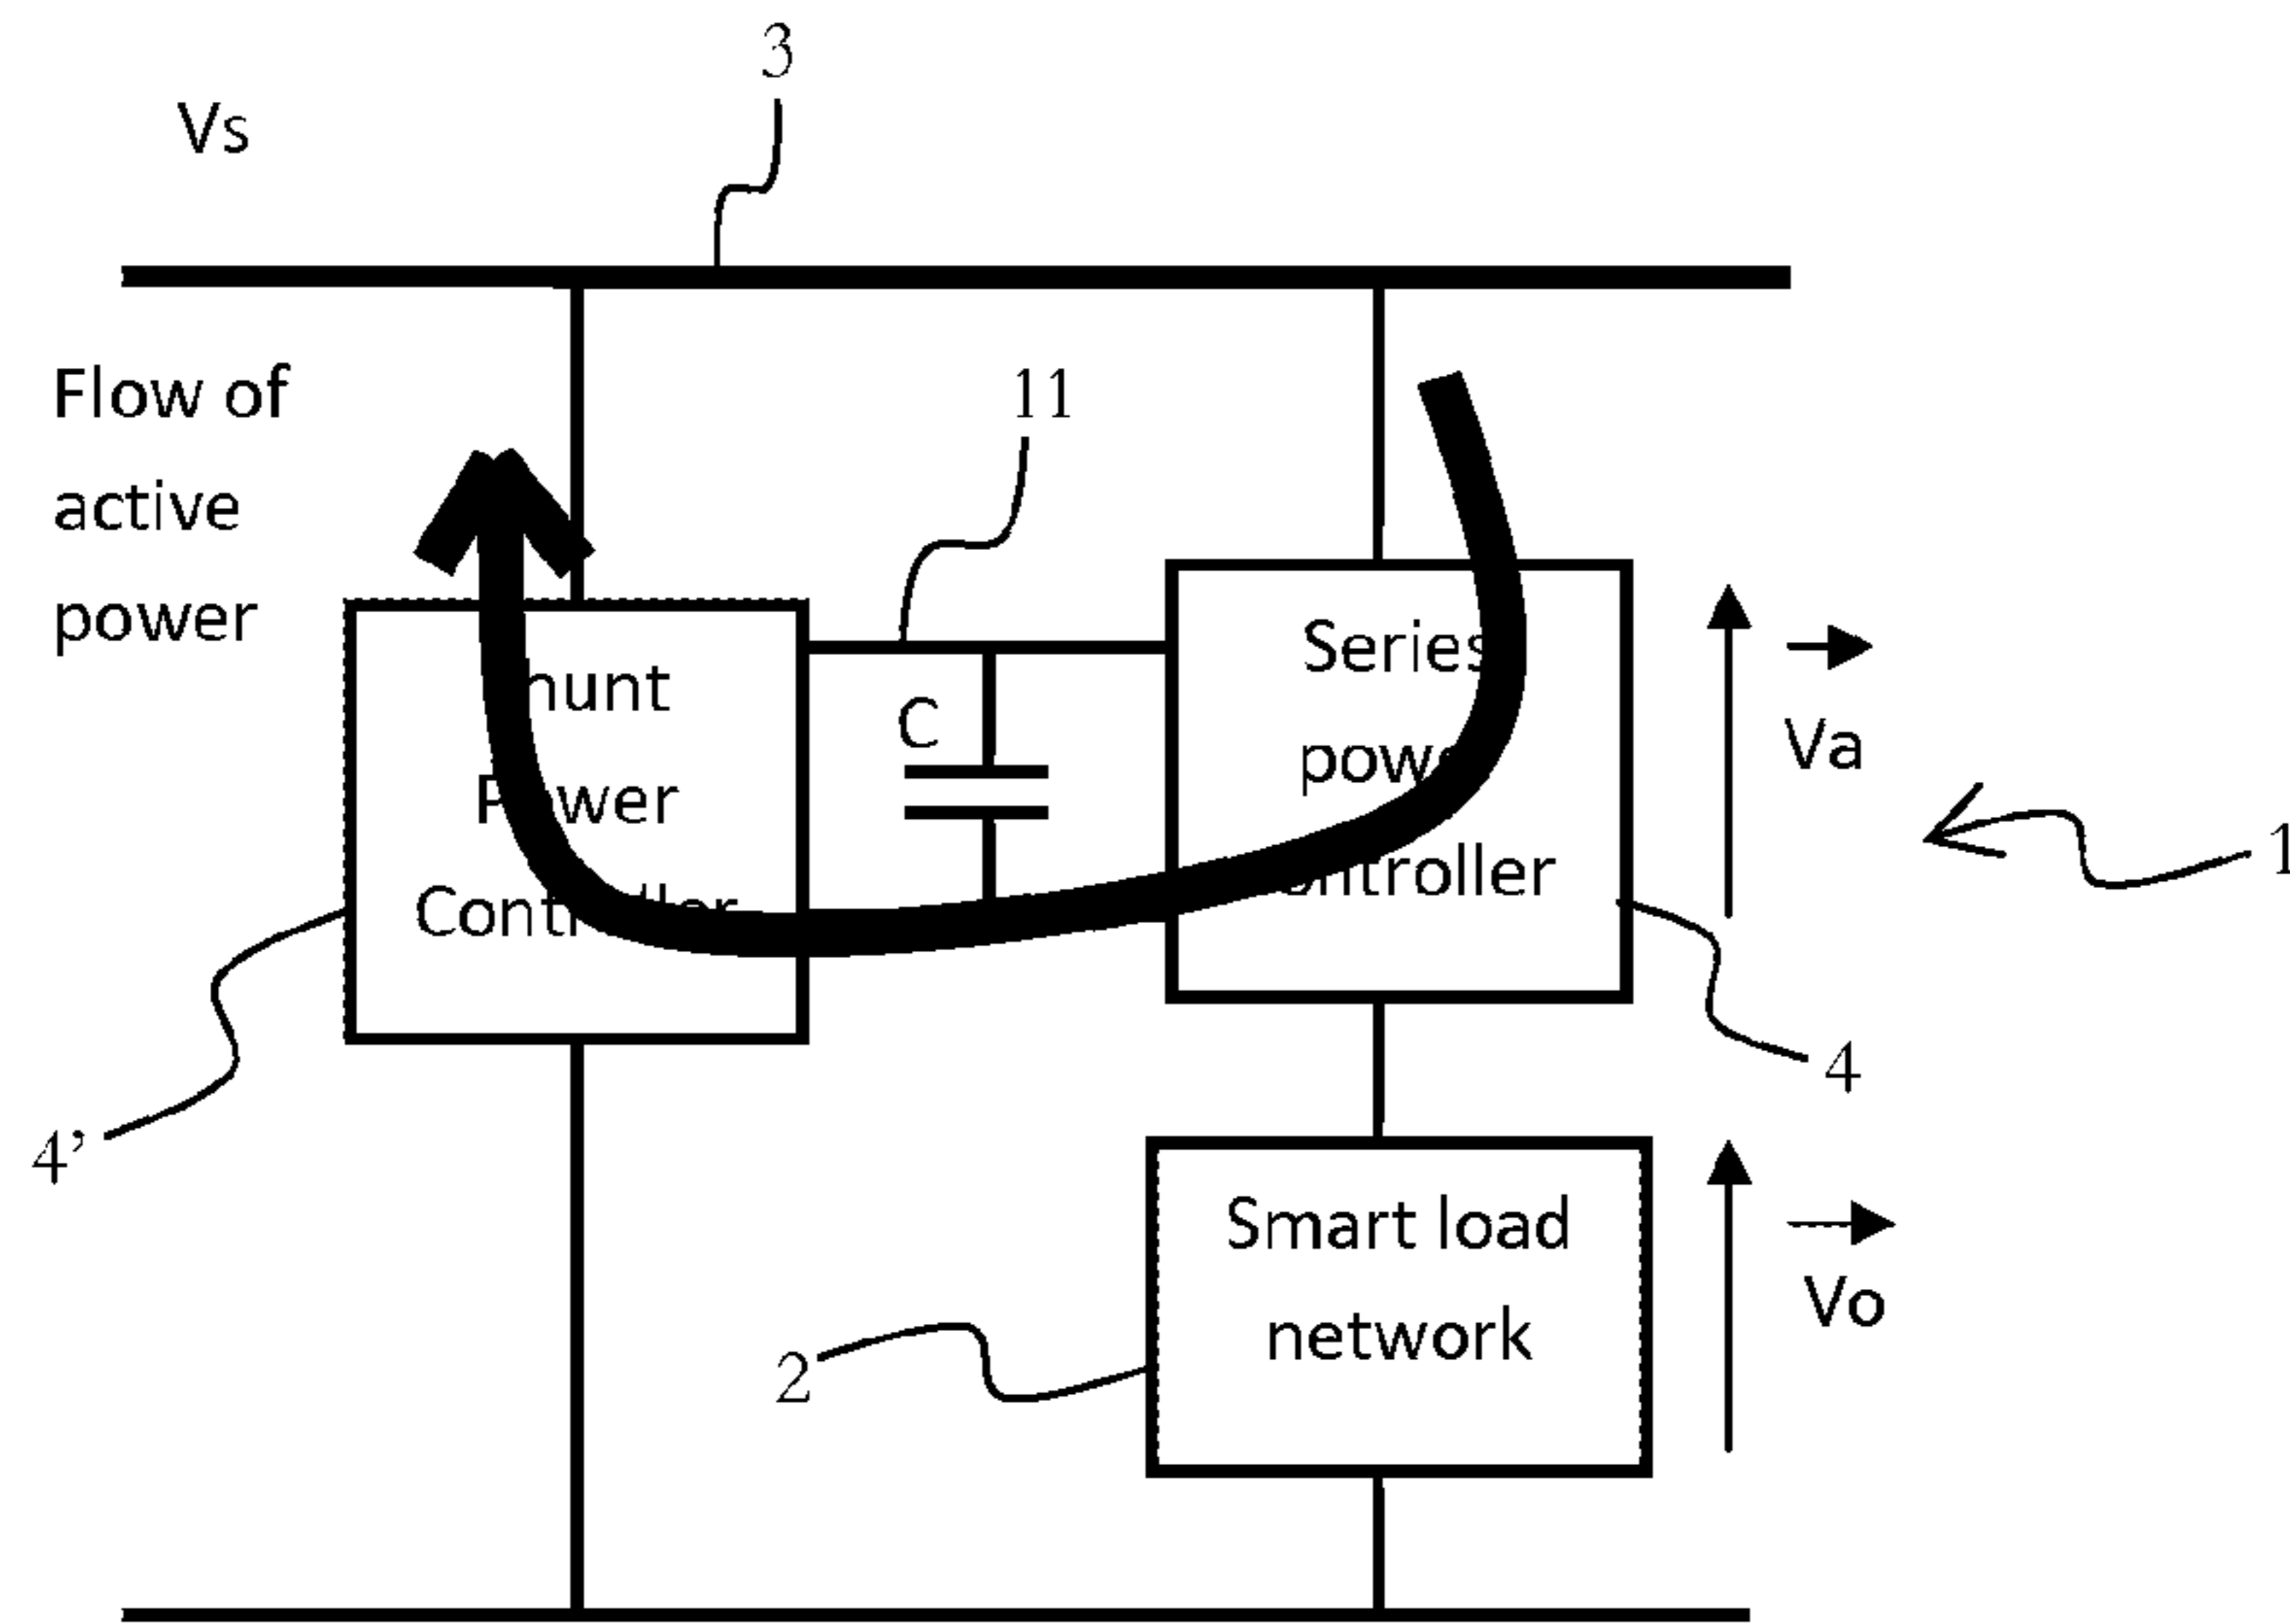 3
Vs
Flow of
active
power
11
Series
C
Va
1
4
4’
Smart load
network
Vo
2